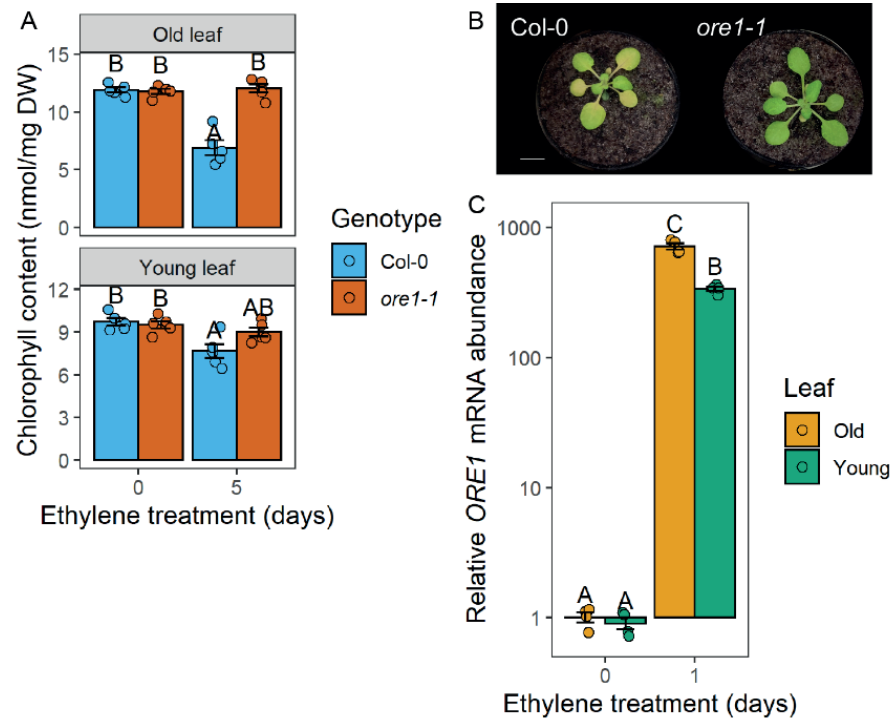 A
Old leaf
B
B
B
A
15
10
5
0
Young leaf
B
B
A
AB
12
9
6
3
0
0
5
Chlorophyll content (nmol/mg DW)
Ethylene treatment (days)
Genotype
Col-0
ore1-1
B
Col-0
ore1-1
C
1000
100
10
1
A
A
C
B
0
1
Relative ORE1 mRNA abundance
Ethylene treatment (days)
Leaf
Old
Young